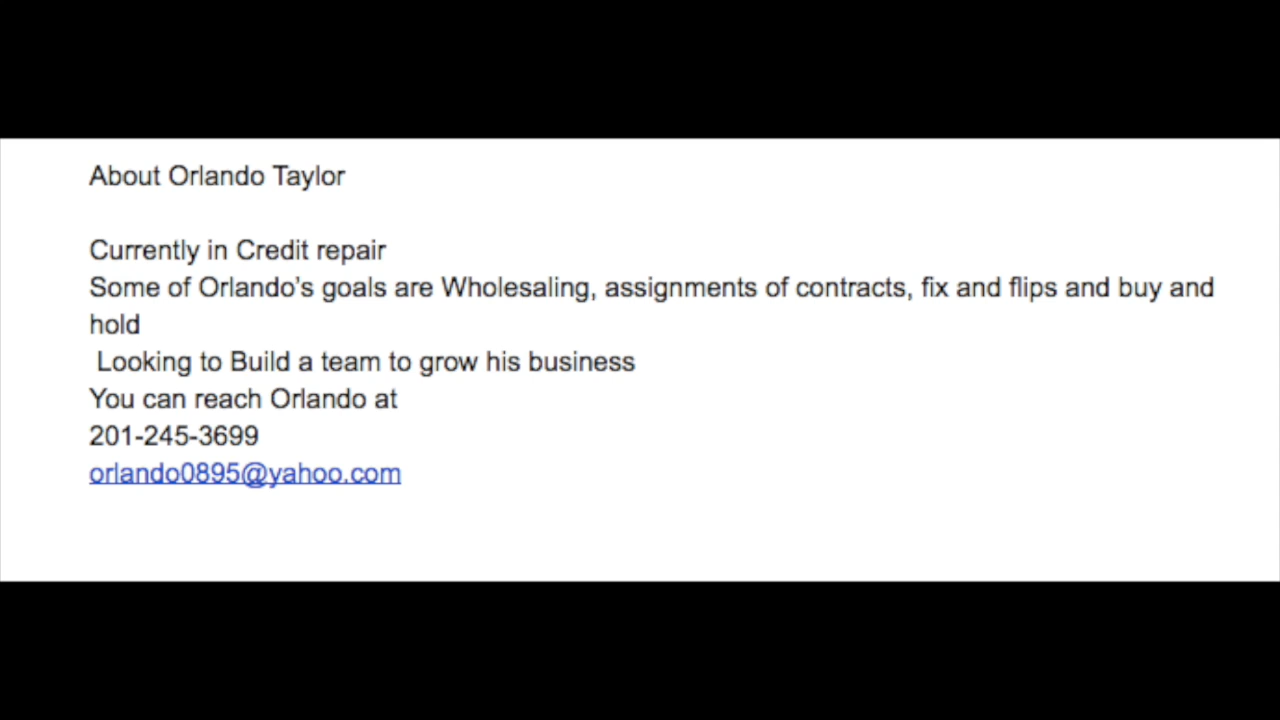 About Orlando Taylor
Currently in Credit repair
Some of Orlando’s goals are Wholesaling, assignments of contracts, fix and flips and buy and
hold
Looking to Build a team to grow his business
You can reach Orlando at
201-245-3699
orlando0895@yahoo.com